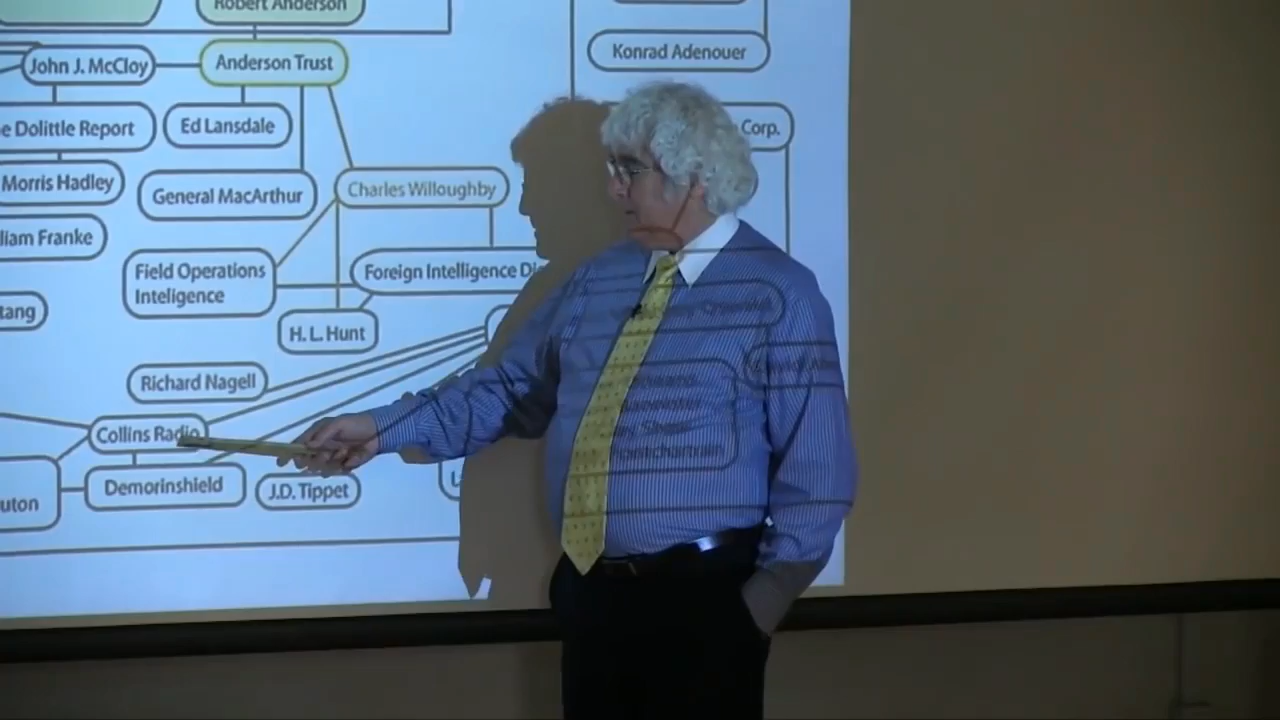 Robert Anderson
John J. McCloy
Anderson Trust
Konrad Adenouer
e Dolittle Report
Ed Lansdale
Corp.
Morris Hadley
General MacArthur
Charles Willoughby
liam Franke
Field Operations
Inteligence
Foreign Intelligence Di
tang
H. L. Hunt
Richard Nagell
Collins Radio
Demorinshield
J.D. Tippet
uton
Pontchartrain